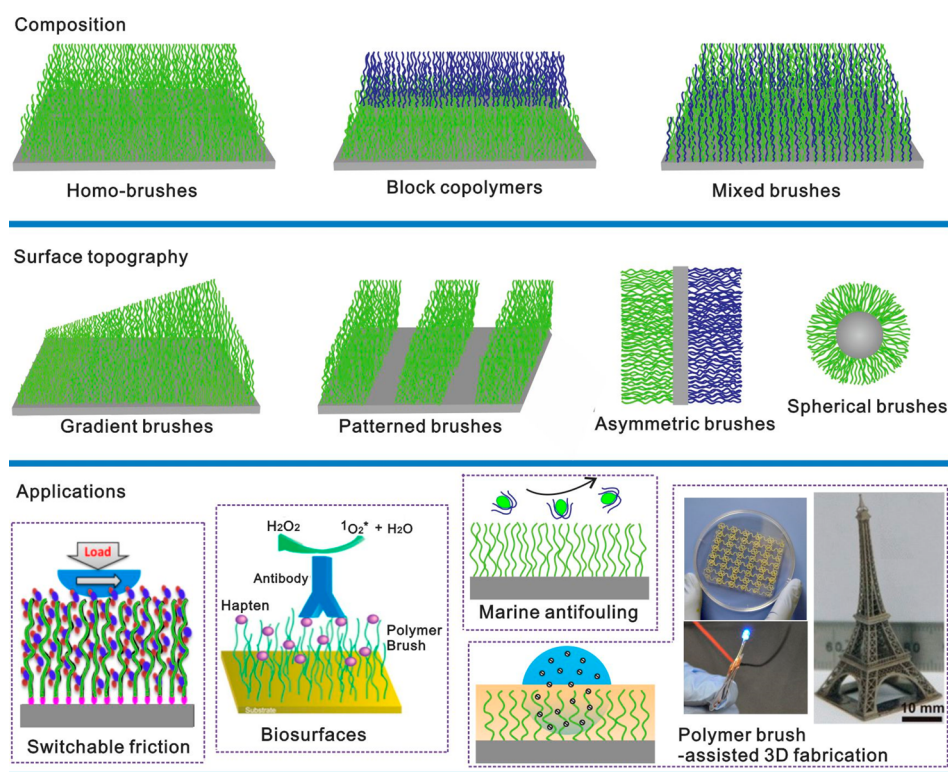 Composition
Homo-brushes
Block copolymers
Mixed brushes
Surface topography
Gradient brushes
Patterned brushes
Asymmetric brushes
Spherical brushes
Applications
Load
Switchable friction
H2O2
¹O2* + H2O
Antibody
Hapten
Polymer
Brush
Substrate
Biosurfaces
Marine antifouling
10 mm
Polymer brush
-assisted 3D fabrication